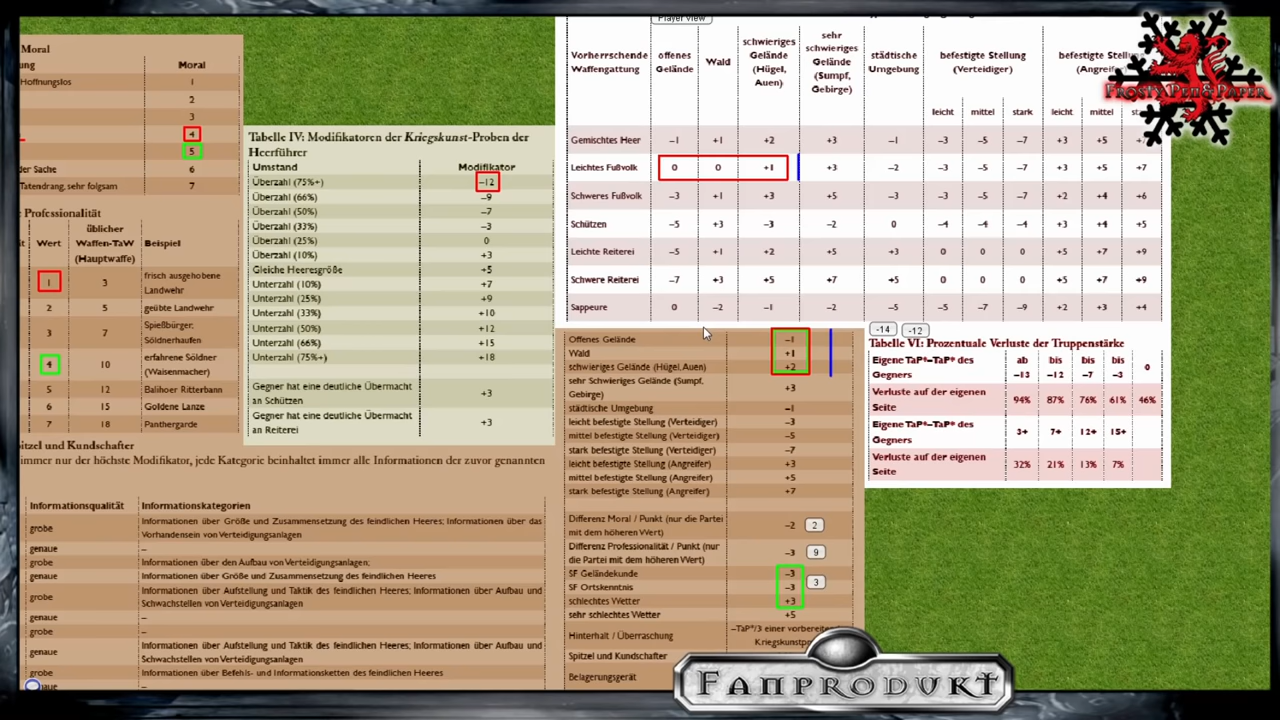 Moral
ung
Moral
Hoffnungslos
1
2
3
4
5
der Sache
6
Tatendrang, sehr folgsam
7
: Professionalität
Wert
üblicher
Waffen-TaW
(Hauptwaffe)
Beispiel
1
3
frisch ausgehobene
Landwehr
2
5
geübte Landwehr
3
7
Spießbürger,
Söldnerhaufen
4
10
erfahrene Söldner
(Waisenmacher)
5
12
Balihoer Ritterbann
6
15
Goldene Lanze
7
18
Panthergarde
Spitzel und Kundschafter
immer nur der höchste Modifikator, jede Kategorie beinhaltet immer alle Informationen der zuvor genannten
Informationsqualität
Informationskategorien
grobe
Informationen über Größe und Zusammensetzung des feindlichen Heeres; Informationen über das
Vorhandensein von Verteidigungsanlagen
genaue
–
grobe
Informationen über den Aufbau von Verteidigungsanlagen;
genaue
Informationen über Größe und Zusammensetzung des feindlichen Heeres
grobe
Informationen über Aufstellung und Taktik des feindlichen Heeres; Informationen über Aufbau und
Schwachstellen von Verteidigungsanlagen
genaue
–
grobe
–
genaue
Informationen über Aufstellung und Taktik des feindlichen Heeres; Informationen über Aufbau und
Schwachstellen von Verteidigungsanlagen
grobe
Informationen über Befehls- und Informationsketten des feindlichen Heeres
naue
–
Tabelle IV: Modifikatoren der Kriegskunst-Proben der
Heerführer
Umstand
Modifikator
Überzahl (75%+)
–12
Überzahl (66%)
–9
Überzahl (50%)
–7
Überzahl (33%)
–3
Überzahl (25%)
0
Überzahl (10%)
+3
Gleiche Heeresgröße
+5
Unterzahl (10%)
+7
Unterzahl (25%)
+9
Unterzahl (33%)
+10
Unterzahl (50%)
+12
Unterzahl (66%)
+15
Unterzahl (75%+)
+18
Gegner hat eine deutliche Übermacht
an Schützen
+3
Gegner hat eine deutliche Übermacht
an Reiterei
+3
Player view
Vorherrschende
Waffengattung
offenes
Gelände
Wald
schwieriges
Gelände
(Hügel,
Auen)
sehr
schwieriges
Gelände
(Sumpf,
Gebirge)
städtische
Umgebung
befestigte Stellung
(Verteidiger)
befestigte Stellu
(Angreife
leicht mittel stark leicht mittel
Gemischtes Heer –1 +1 +2 +3 –1 –3 –5 –7 +3 +5
Leichtes Fußvolk 0 0 +1 +3 –2 –3 –5 –7 +3 +5 +7
Schweres Fußvolk –3 +1 +3 +5 –2 –3 –5 –7 +2 +4 +6
Schützen –5 +3 –3 –2 0 –4 –4 –4 +3 +4 +5
Leichte Reiterei –5 +1 +2 +5 +3 0 0 0 +5 +7 +9
Schwere Reiterei –7 +3 +5 +7 +5 0 0 0 +5 +7 +9
Sappeure 0 –2 –1 –2 –5 –5 –7 –9 +2 +3 +4
Offenes Gelände –1
Wald +1
schwieriges Gelände (Hügel, Auen) +2
sehr Schwieriges Gelände (Sumpf,
Gebirge)
+3
städtische Umgebung –1
leicht befestigte Stellung (Verteidiger) –3
mittel befestigte Stellung (Verteidiger) –5
stark befestigte Stellung (Verteidiger) –7
leicht befestigte Stellung (Angreifer) +3
mittel befestigte Stellung (Angreifer) +5
stark befestigte Stellung (Angreifer) +7
Differenz Moral / Punkt (nur die Partei
mit dem höheren Wert)
–2 2
Differenz Professionalität / Punkt (nur
die Partei mit dem höheren Wert)
–3 9
SF Geländekunde –3
SF Ortskenntnis –3 3
schlechtes Wetter +3
sehr schlechtes Wetter +5
Hinterhalt / Überraschung
–TaP*/3 einer vorbereiten
Kriegskunstpr
Spitzel und Kundschafter
Belagerungsgerät
-14 -12
Tabelle VI: Prozentuale Verluste der Truppenstärke
Eigene TaP*–TaP* des
Gegners
ab
–13
bis
–12
bis
–7
bis
–3
0
Verluste auf der eigenen
Seite
94% 87% 76% 61% 46%
Eigene TaP*–TaP* des
Gegners
3+ 7+ 12+ 15+
Verluste auf der eigenen
Seite
32% 21% 13% 7%
Frosty Pen & Paper
Fanprodukt